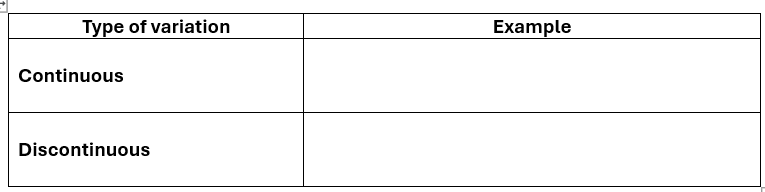 Type of variation Example
Continuous
Discontinuous